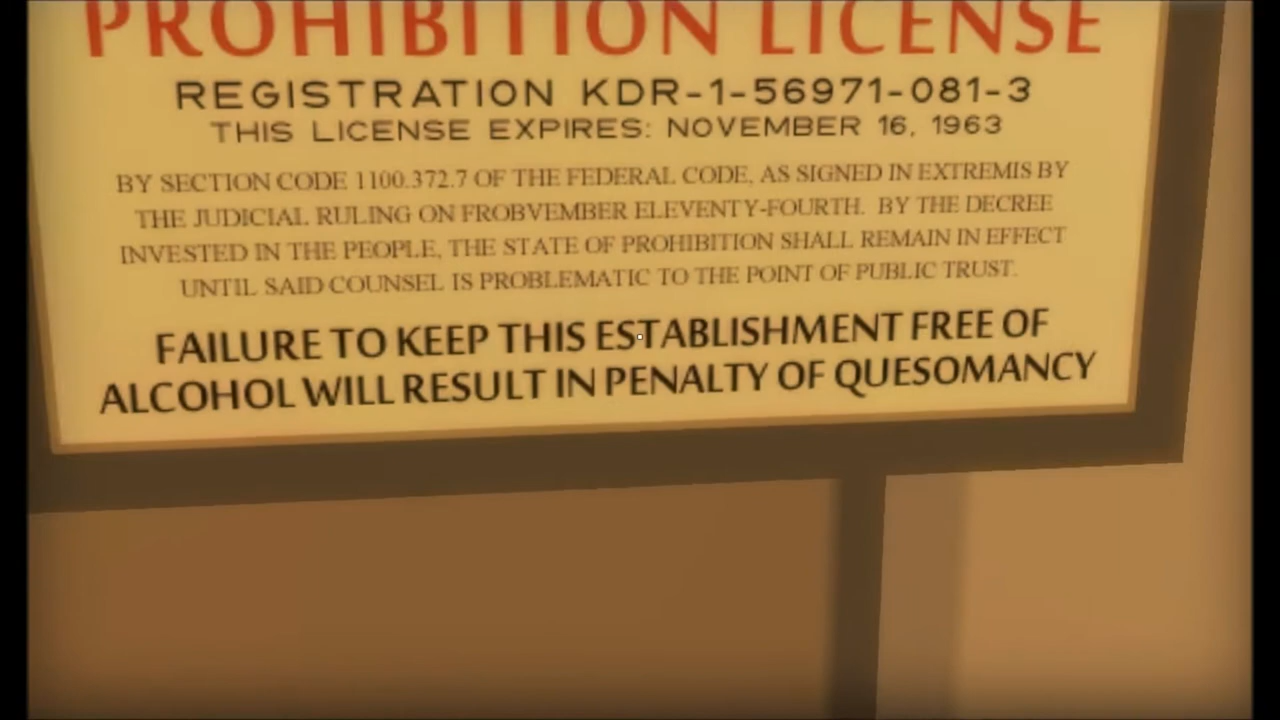 PROHIBITION LICENSE
REGISTRATION KDR-1-56971-081-3
THIS LICENSE EXPIRES: NOVEMBER 16, 1963
BY SECTION CODE 1100.372.7 OF THE FEDERAL CODE, AS SIGNED IN EXTREMIS BY
THE JUDICIAL RULING ON FROBVEMBER ELEVENTY-FOURTH. BY THE DECREE
INVESTED IN THE PEOPLE, THE STATE OF PROHIBITION SHALL REMAIN IN EFFECT
UNTIL SAID COUNSEL IS PROBLEMATIC TO THE POINT OF PUBLIC TRUST.
FAILURE TO KEEP THIS ESTABLISHMENT FREE OF
ALCOHOL WILL RESULT IN PENALTY OF QUESOMANCY